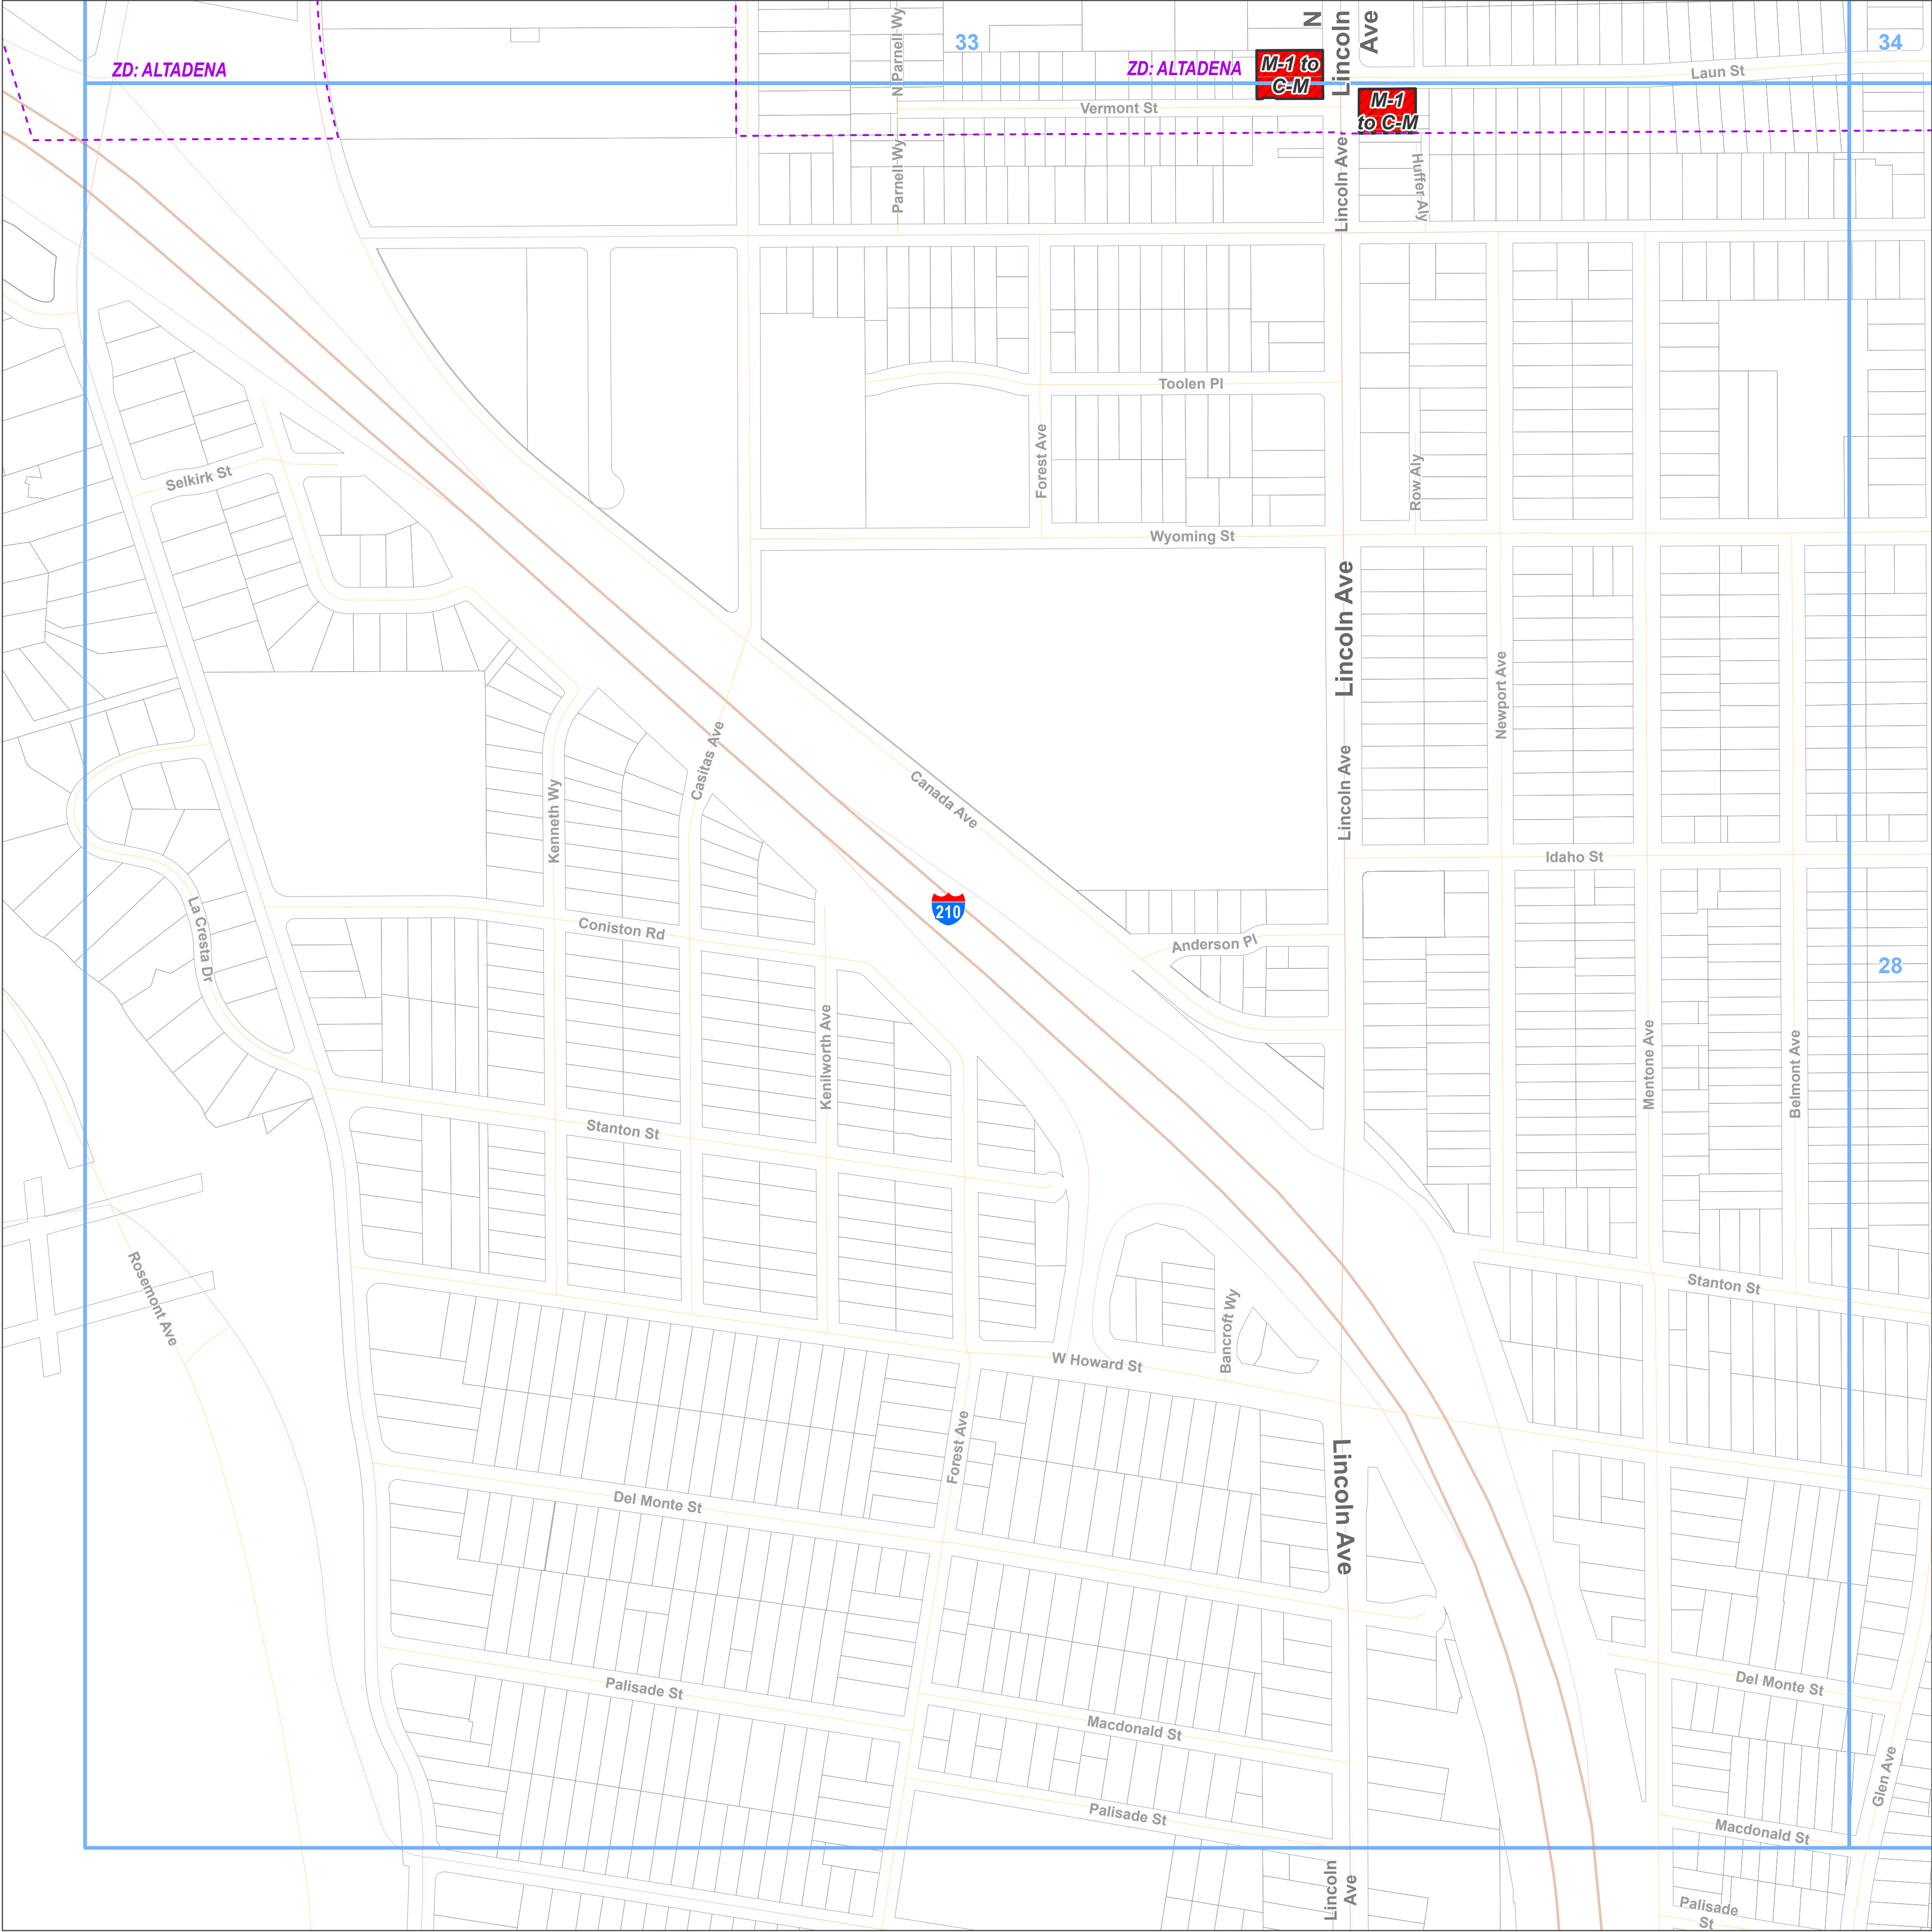 N
Lincoln
Ave
N Parnell Wy
33
34
ZD: ALTADENA
ZD: ALTADENA
M-1 to
C-M
Laun St
M-1
to C-M
Vermont St
Parnell Wy
Lincoln Ave
Huffer Aly
Toolen Pl
Forest Ave
Selkirk St
Row Aly
Wyoming St
Lincoln Ave
Newport Ave
Casitas Ave
Canada Ave
Lincoln Ave
Kenneth Wy
Idaho St
210
La Cresta Dr
Coniston Rd
Anderson Pl
28
Kenilworth Ave
Mentone Ave
Belmont Ave
Stanton St
Rosemont Ave
Stanton St
Bancroft Wy
W Howard St
Forest Ave
Lincoln Ave
Del Monte St
Palisade St
Del Monte St
Macdonald St
Glen Ave
Palisade St
Macdonald St
Lincoln
Ave
Palisade
St